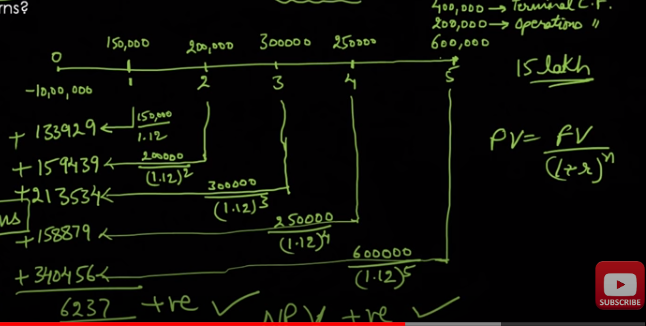 rns?
400,000 → Terminal C.F.
200,000 → Operations "
600,000
0 150,000 200,000 300000 250000
1 2 3 4 5
-10,00,000
15 lakh
PV = FV / (1+r)^n
+ 133929 ← 150,000 / 1.12
+ 159439 ← 200000 / (1.12)^2
+213534 ← 300000 / (1.12)^3
ns
+158879 ← 250000 / (1.12)^4
+340456 ← 600000 / (1.12)^5
6237 +re ✓ NPV +re ✓
SUBSCRIBE